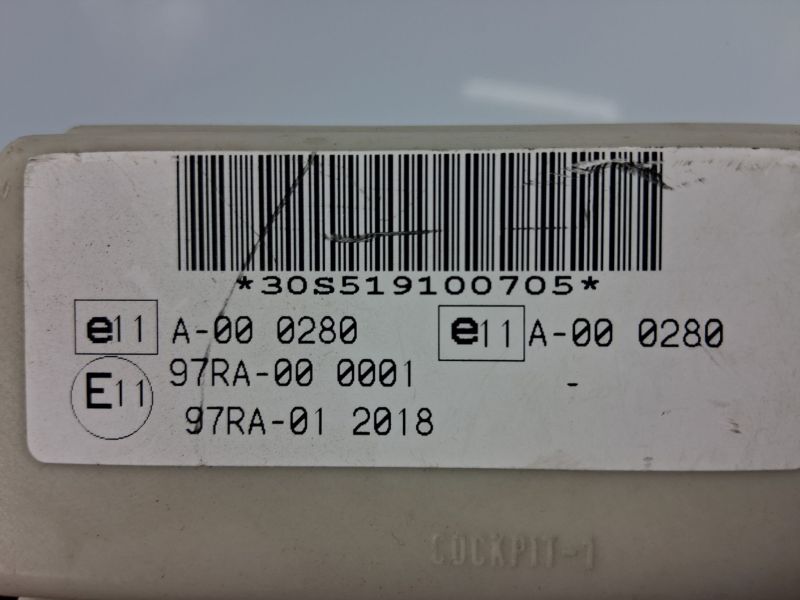 *30S519100705*
e11 A-00 0280 e11 A-00 0280
E11 97RA-00 0001 -
97RA-01 2018
COCKPIT-1